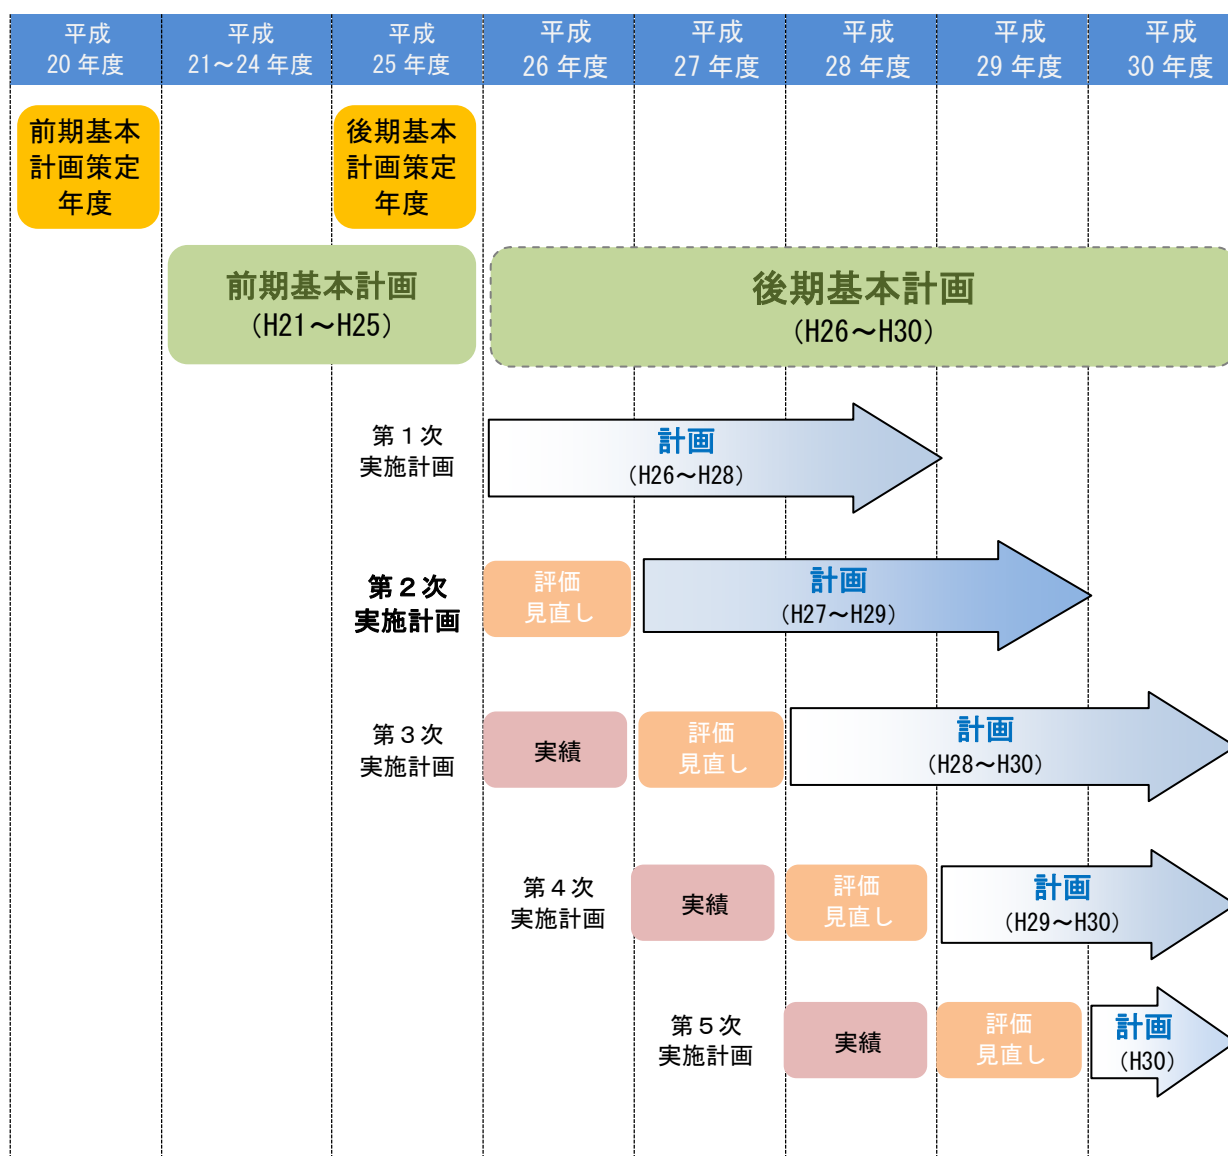 平成
20 年度
平成
21～24 年度
平成
25 年度
平成
26 年度
平成
27 年度
平成
28 年度
平成
29 年度
平成
30 年度
前期基本
計画策定
年度
後期基本
計画策定
年度
前期基本計画
（H21～H25）
後期基本計画
（H26～H30）
第１次
実施計画
計画
（H26～H28）
第２次
実施計画
評価
見直し
計画
（H27～H29）
第３次
実施計画
実績
評価
見直し
計画
（H28～H30）
第４次
実施計画
実績
評価
見直し
計画
（H29～H30）
第５次
実施計画
実績
評価
見直し
計画
（H30）